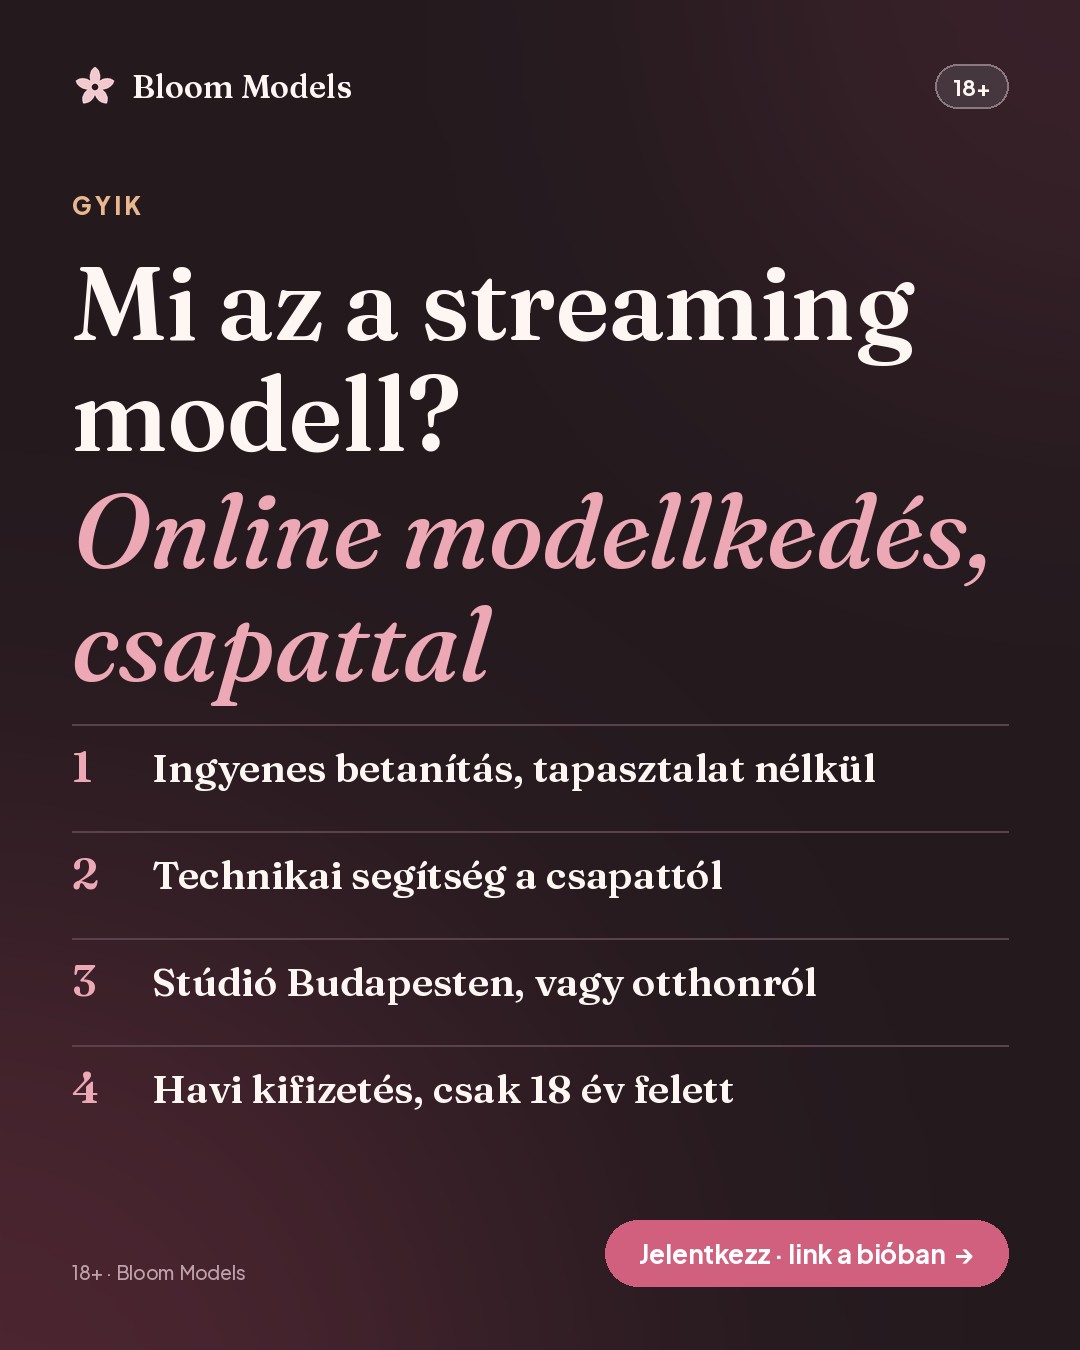 Bloom Models
18+
GYIK
Mi az a streaming
modell?
Online modellkedés,
csapattal
1 Ingyenes betanítás, tapasztalat nélkül
2 Technikai segítség a csapattól
3 Stúdió Budapesten, vagy otthonról
4 Havi kifizetés, csak 18 év felett
18+ · Bloom Models
Jelentkezz · link a bióban →